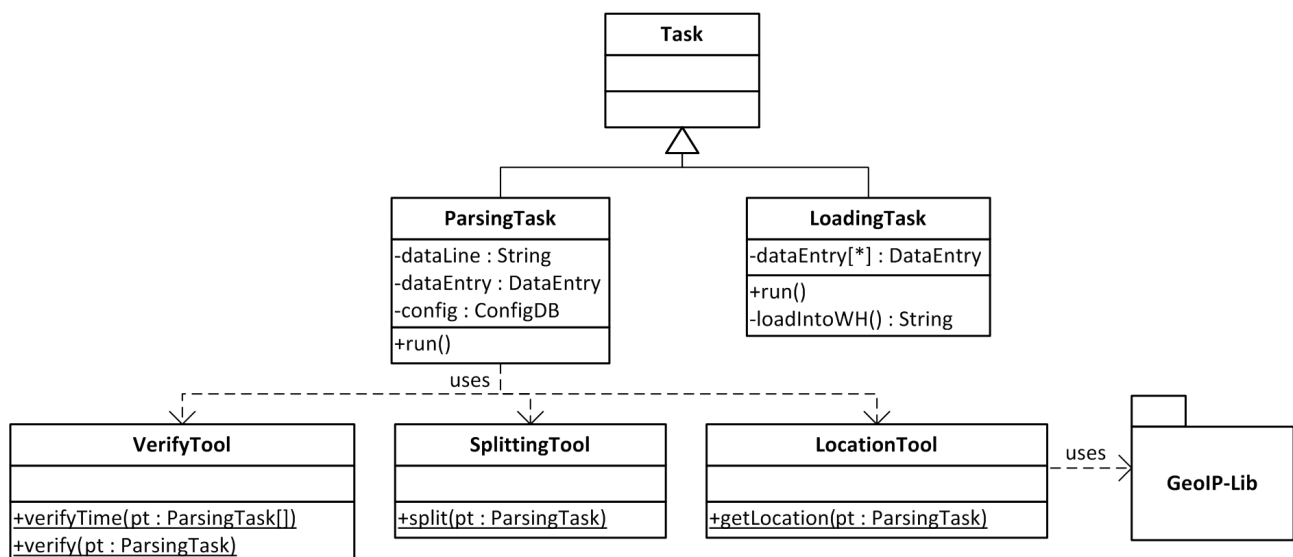 Task
ParsingTask
-dataLine : String
-dataEntry : DataEntry
-config : ConfigDB
+run()
LoadingTask
-dataEntry[*] : DataEntry
+run()
-loadIntoWH() : String
uses
VerifyTool
+verifyTime(pt : ParsingTask[])
+verify(pt : ParsingTask)
SplittingTool
+split(pt : ParsingTask)
LocationTool
+getLocation(pt : ParsingTask)
uses
GeoIP-Lib